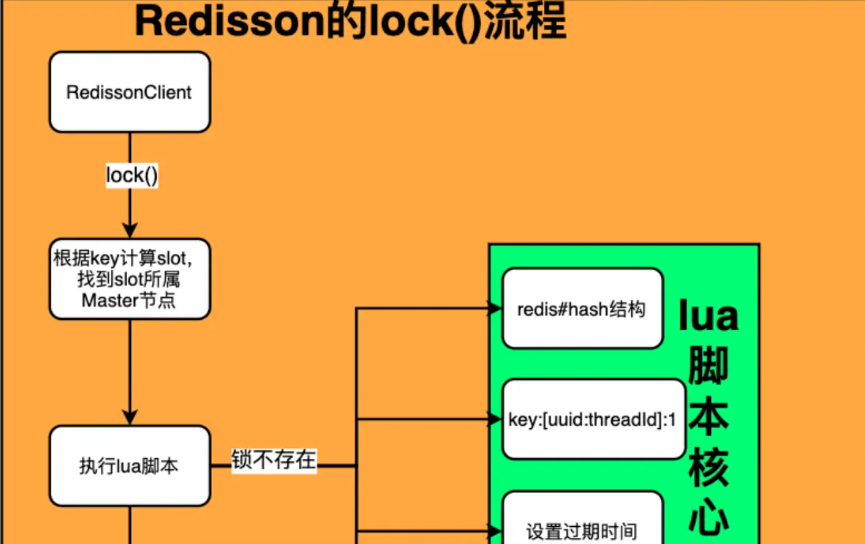 Redisson的lock()流程
RedissonClient
lock()
根据key计算slot,
找到slot所属
Master节点
执行lua脚本
锁不存在
redis#hash结构
key:[uuid:threadId]:1
设置过期时间
lua
脚
本
核
心